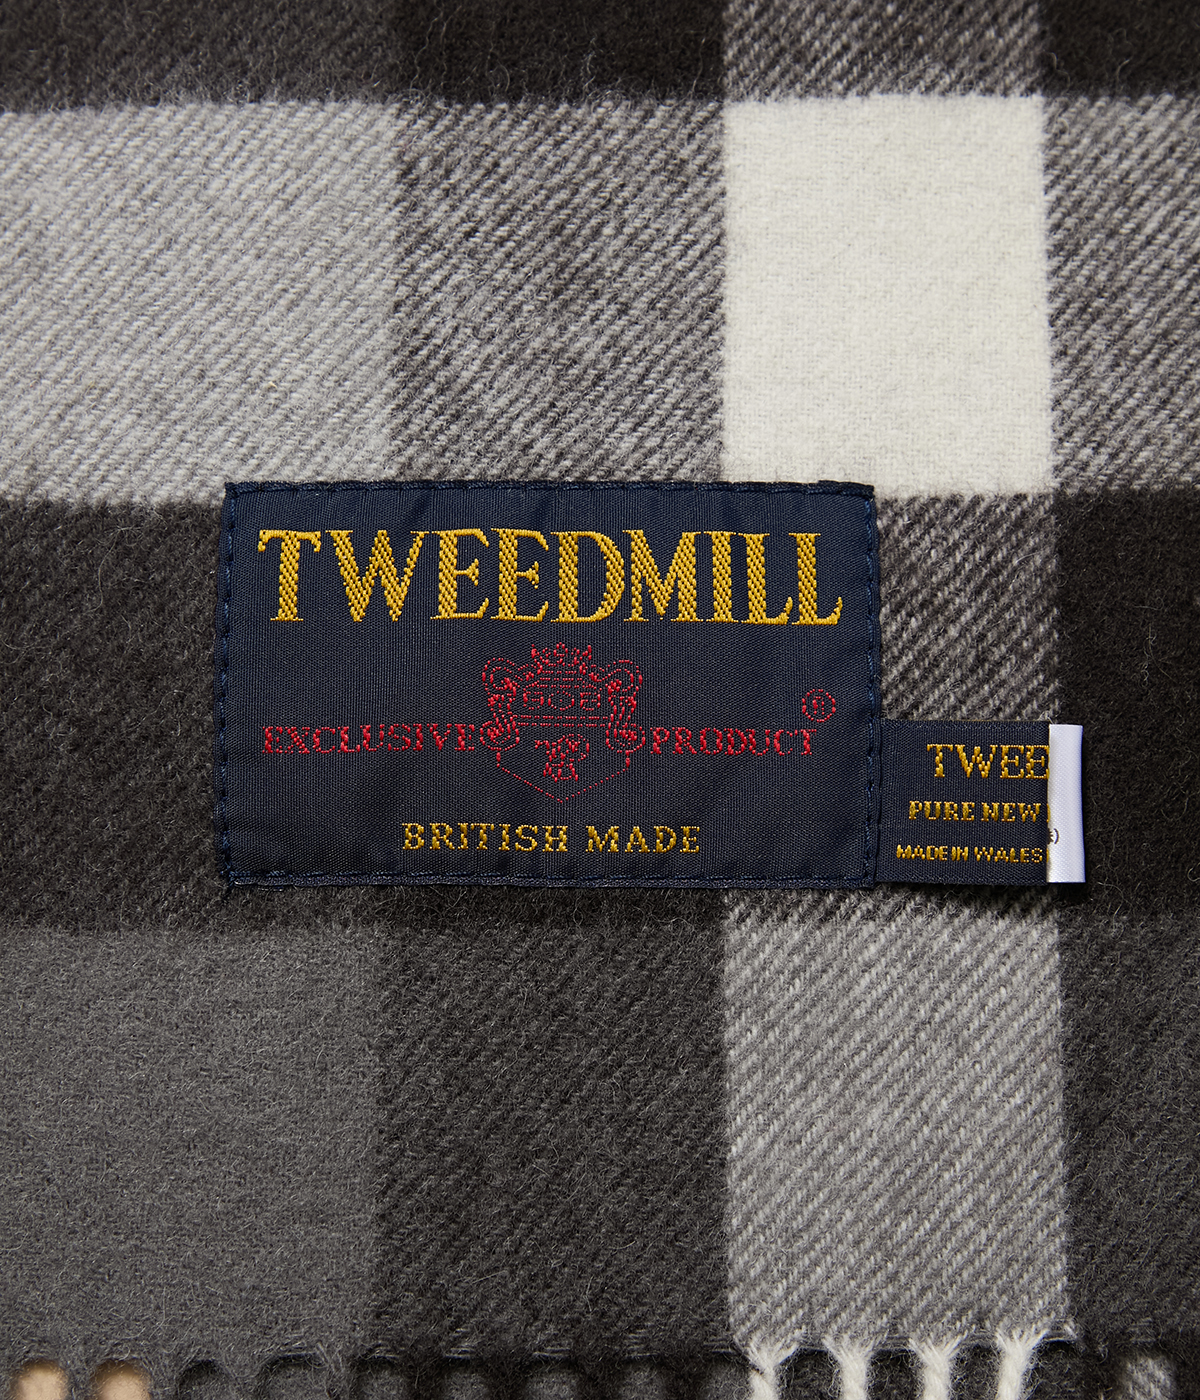 TWEEDMILL
®
EXCLUSIVE PRODUCT
BRITISH MADE
TWEE
PURE NEW
MADE IN WALES